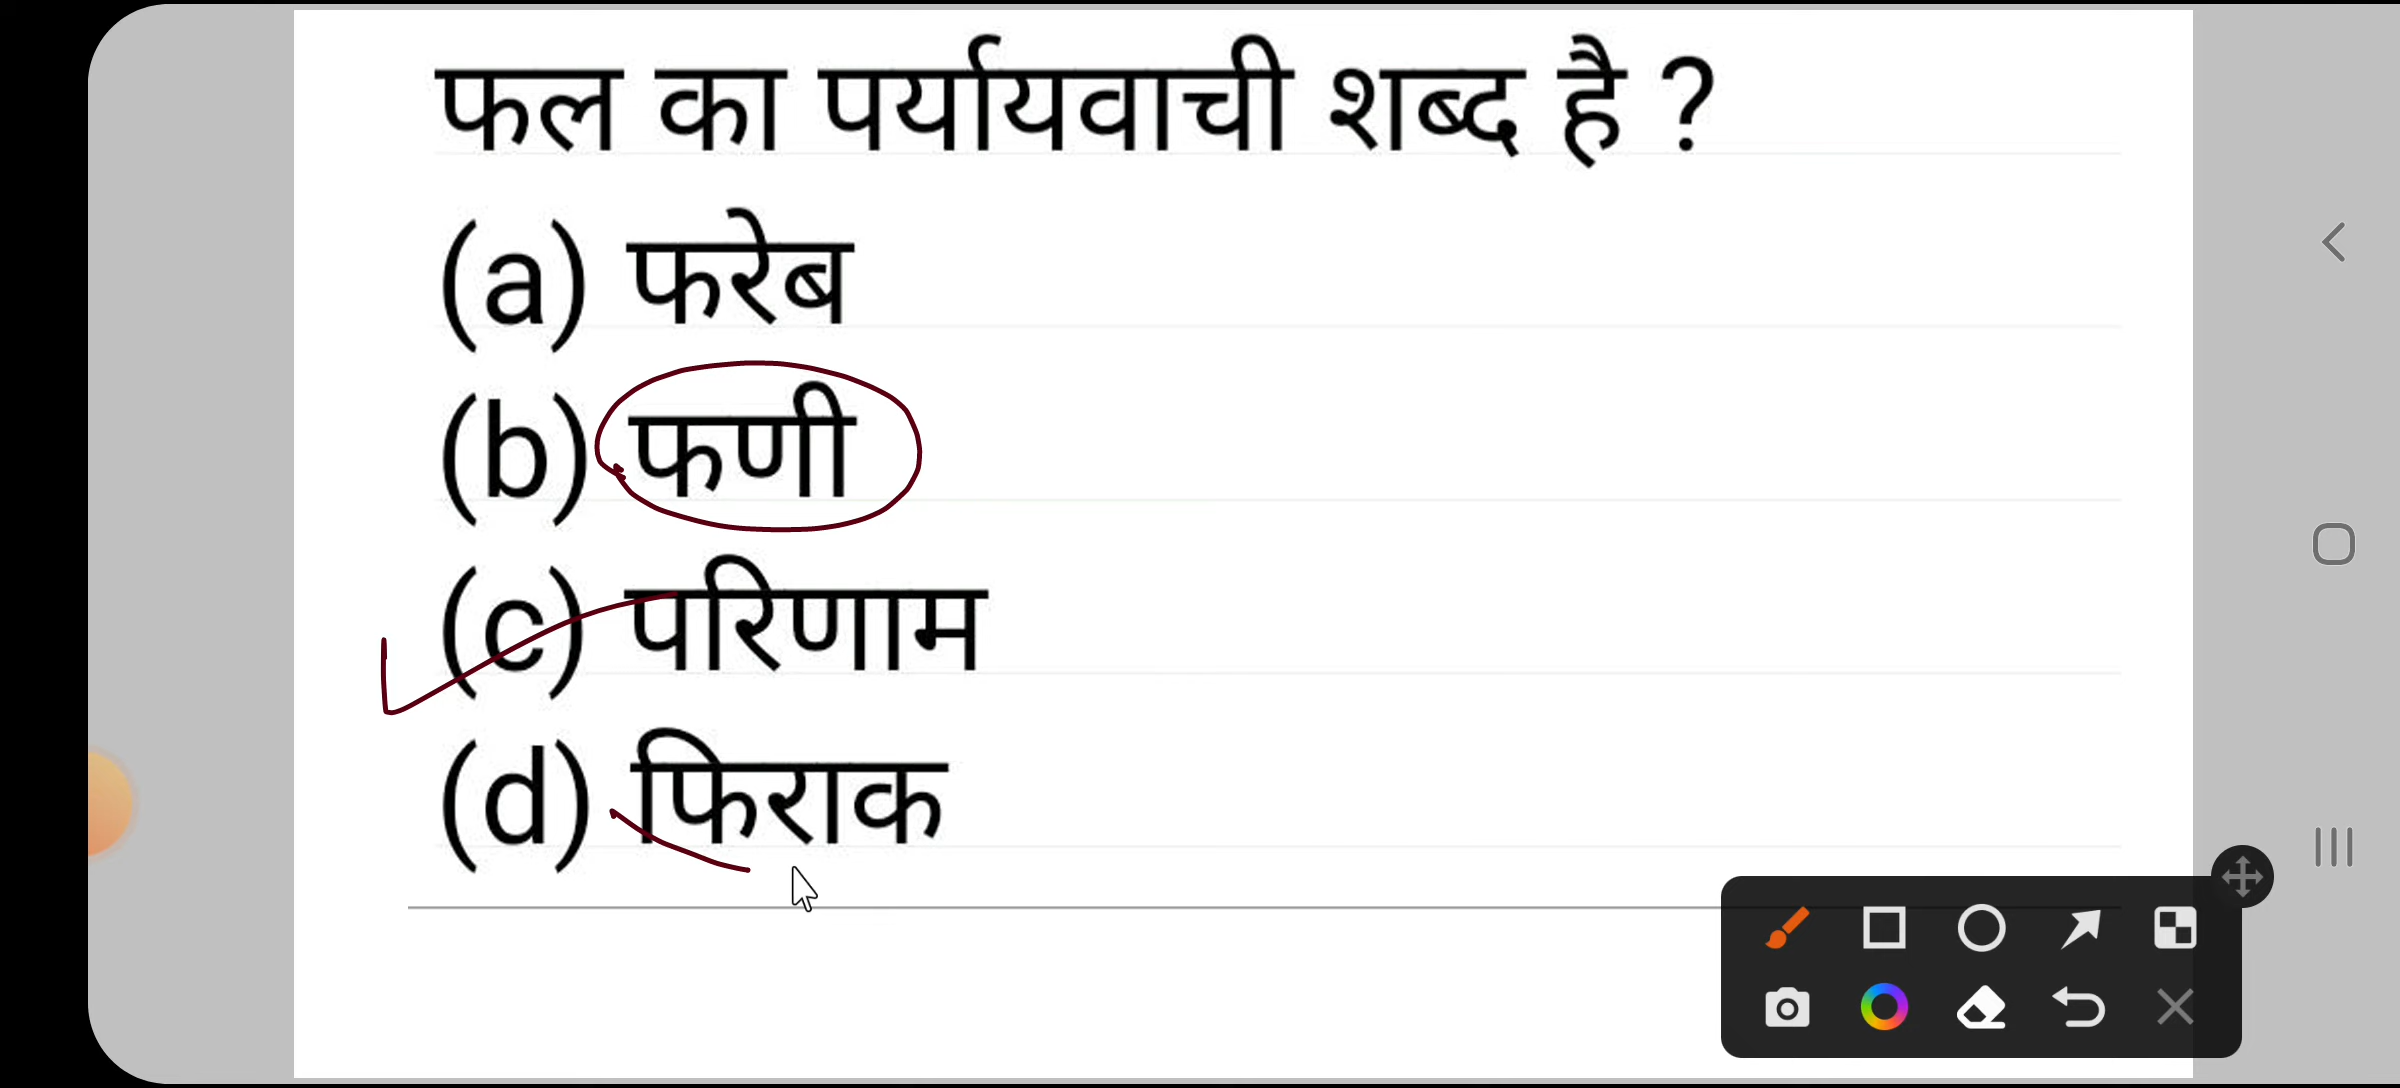 फल का पर्यायवाची शब्द है ?
(a) फरेब
(b) फणी
(c) परिणाम
(d) फिराक